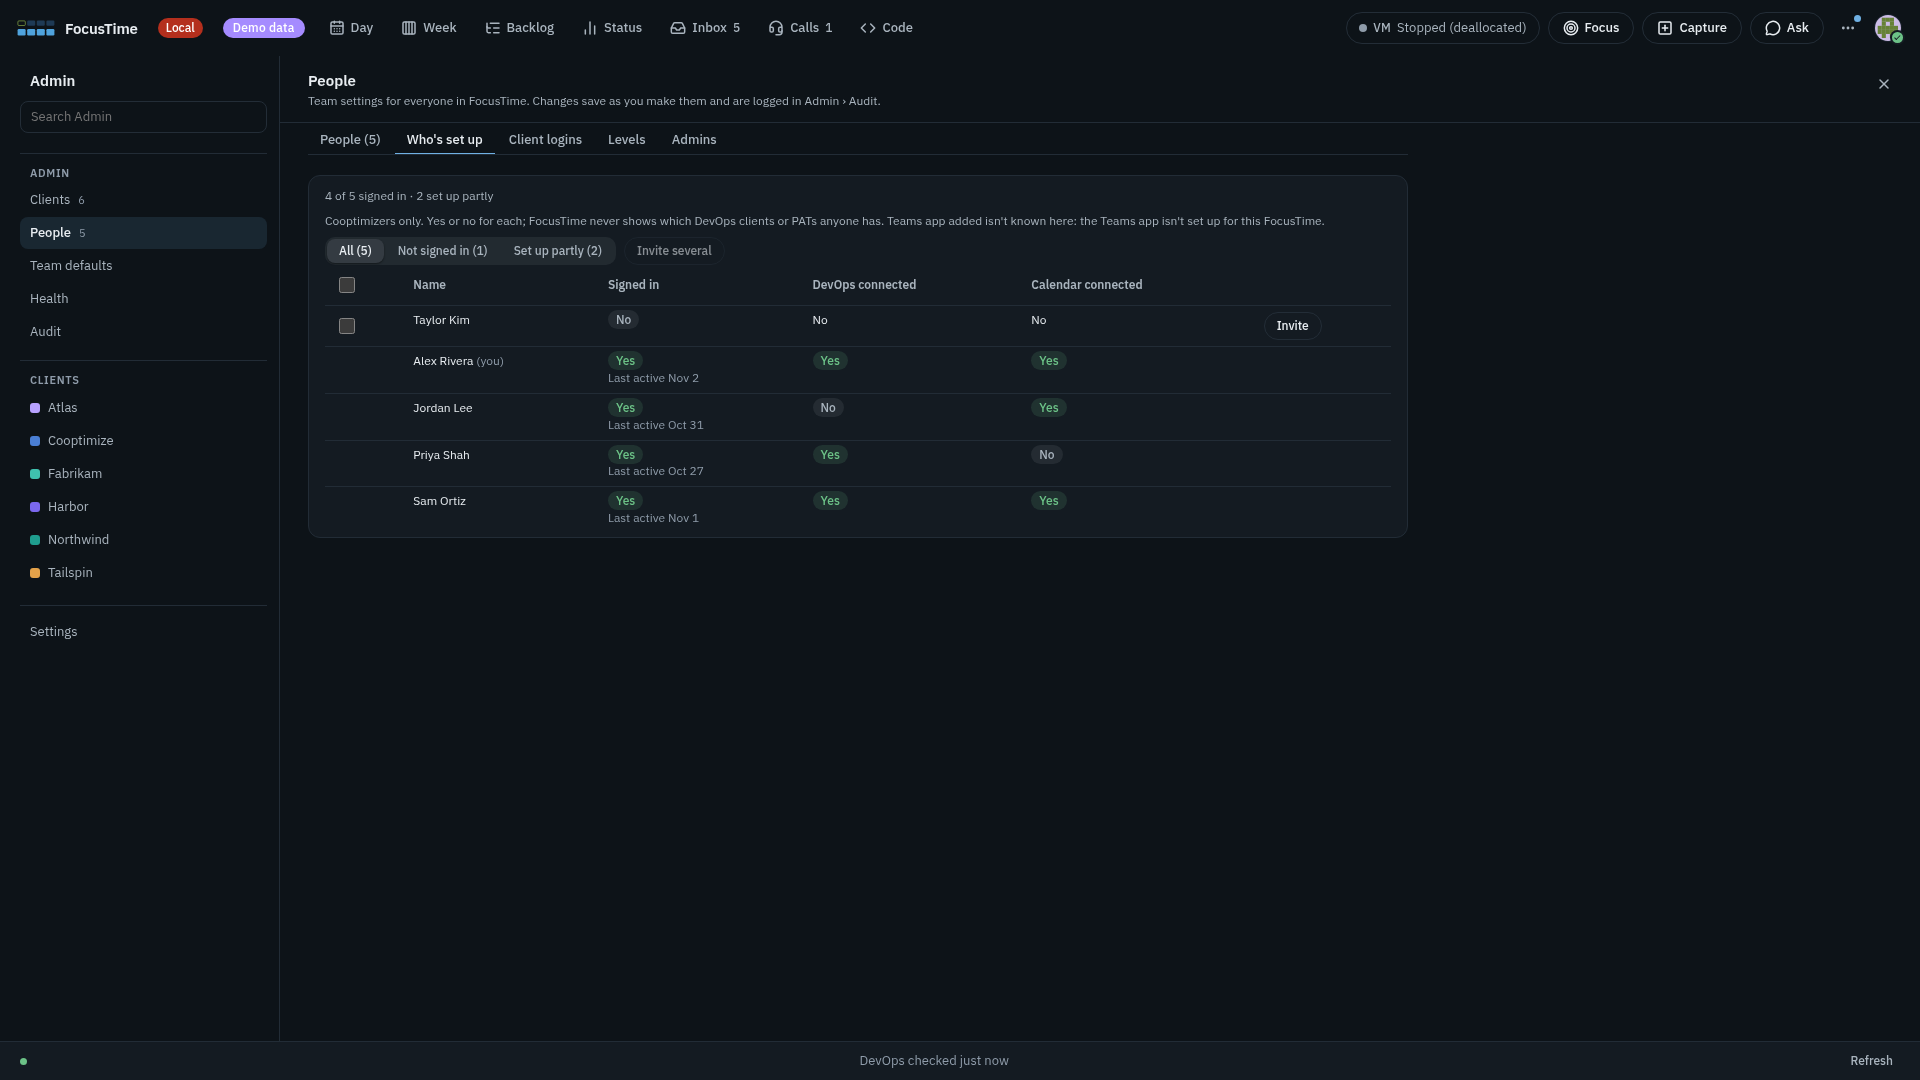 FocusTime
Local
Demo data
Day
Week
Backlog
Status
Inbox 5
Calls 1
Code
VM Stopped (deallocated)
Focus
Capture
Ask
Admin
Search Admin
ADMIN
Clients 6
People 5
Team defaults
Health
Audit
CLIENTS
Atlas
Cooptimize
Fabrikam
Harbor
Northwind
Tailspin
Settings
People
Team settings for everyone in FocusTime. Changes save as you make them and are logged in Admin › Audit.
People (5)
Who's set up
Client logins
Levels
Admins
4 of 5 signed in · 2 set up partly
Cooptimizers only. Yes or no for each; FocusTime never shows which DevOps clients or PATs anyone has. Teams app added isn't known here: the Teams app isn't set up for this FocusTime.
All (5)
Not signed in (1)
Set up partly (2)
Invite several
Name Signed in DevOps connected Calendar connected
Taylor Kim No No No Invite
Alex Rivera (you) Yes Yes Yes
Last active Nov 2
Jordan Lee Yes No Yes
Last active Oct 31
Priya Shah Yes Yes No
Last active Oct 27
Sam Ortiz Yes Yes Yes
Last active Nov 1
DevOps checked just now
Refresh